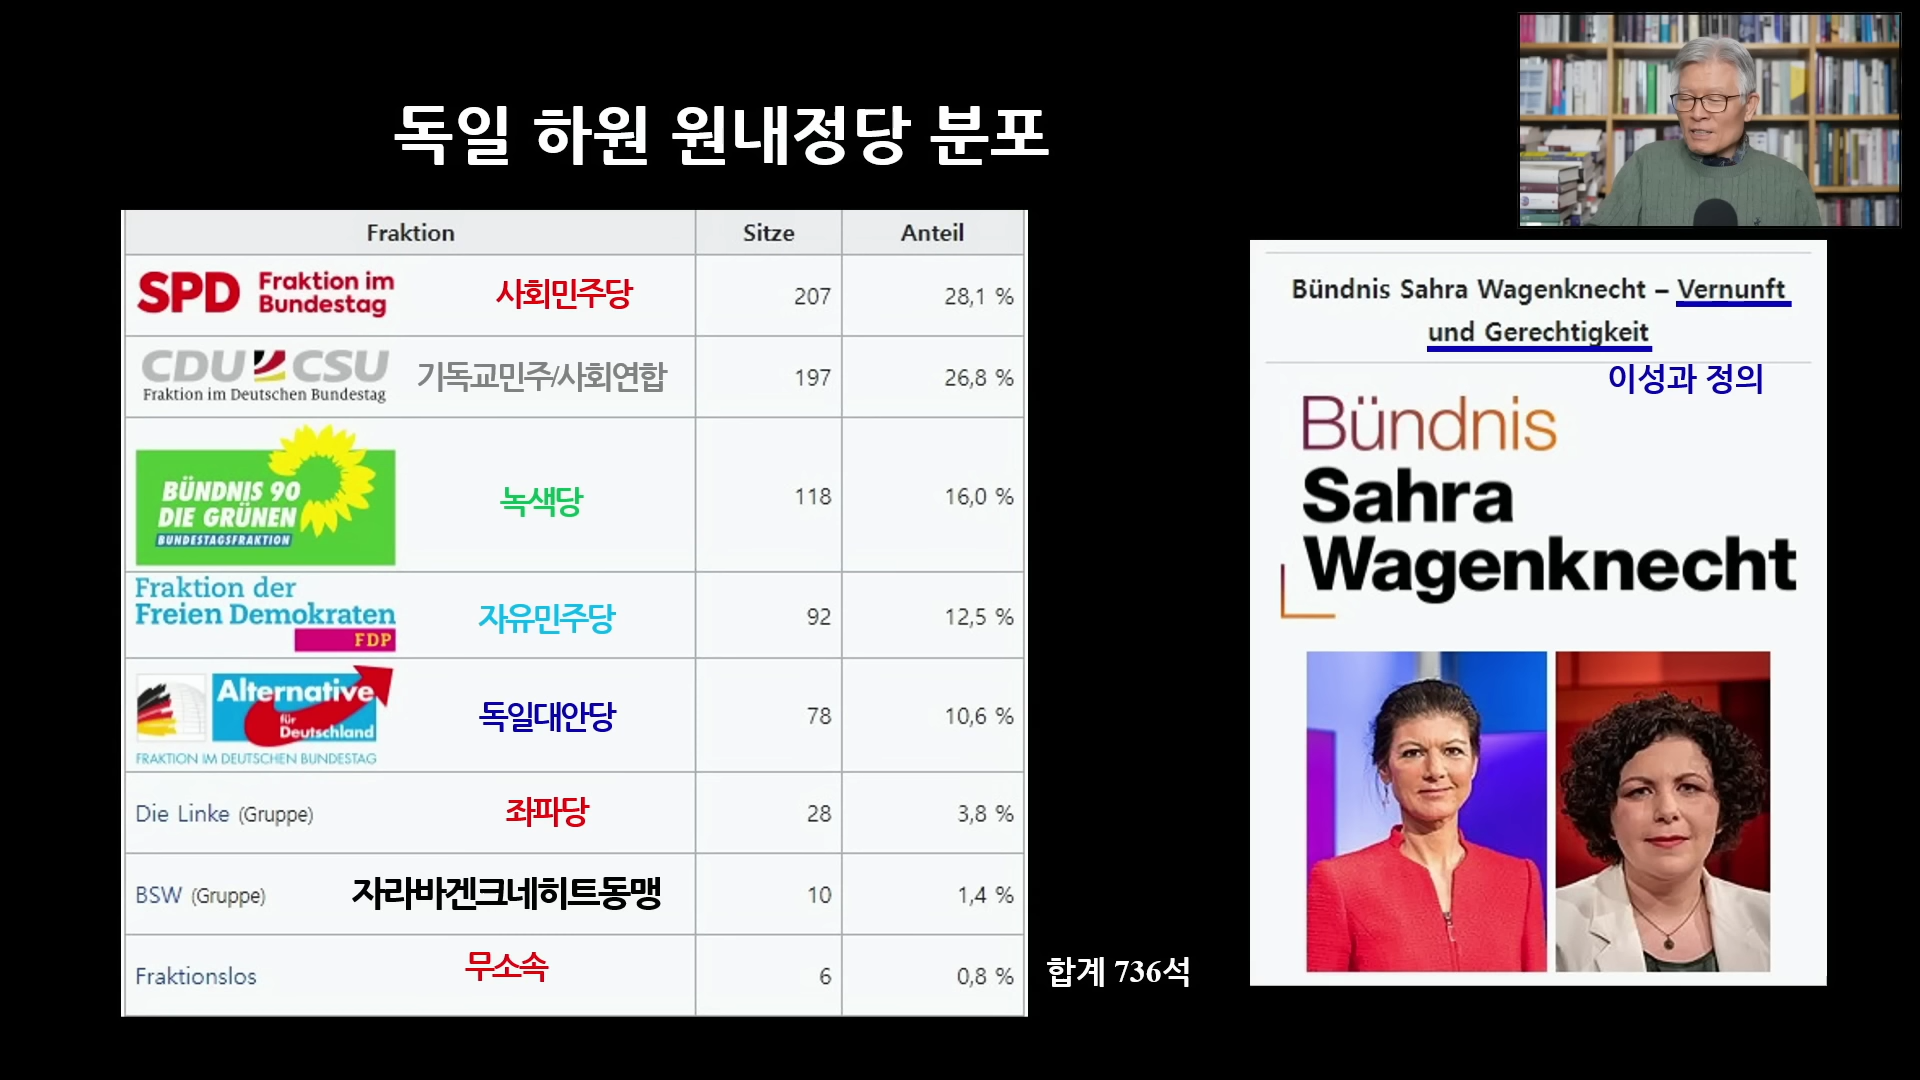 독일 하원 원내정당 분포
Fraktion Sitze Anteil
SPD Fraktion im Bundestag 사회민주당 207 28,1 %
CDU CSU 기독교민주/사회연합 197 26,8 %
Fraktion im Deutschen Bundestag
BÜNDNIS 90
DIE GRÜNEN
BUNDESTAGSFRAKTION
녹색당 118 16,0 %
Fraktion der
Freien Demokraten
FDP
자유민주당 92 12,5 %
Alternative
für
Deutschland
FRAKTION IM DEUTSCHEN BUNDESTAG
독일대안당 78 10,6 %
Die Linke (Gruppe) 좌파당 28 3,8 %
BSW (Gruppe) 자라바겐크네히트동맹 10 1,4 %
Fraktionslos 무소속 6 0,8 %
합계 736석
Bündnis Sahra Wagenknecht – Vernunft
und Gerechtigkeit
이성과 정의
Bündnis
Sahra
Wagenknecht